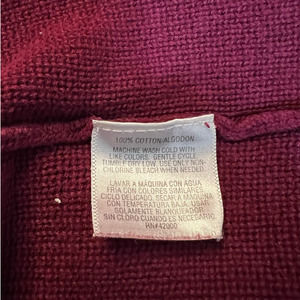 100% COTTON/ALGODON
MACHINE WASH COLD WITH
LIKE COLORS. GENTLE CYCLE.
TUMBLE DRY LOW. USE ONLY NON-
CHLORINE BLEACH WHEN NEEDED.
LAVAR A MAQUINA CON AGUA
FRIA CON COLORES SIMILARES.
CICLO DELICADO. SECAR A MAQUINA
CON TEMPERATURA BAJA. USAR
SOLAMENTE BLANQUEADOR
SIN CLORO CUANDO ES NECESARIO.
RN#42000